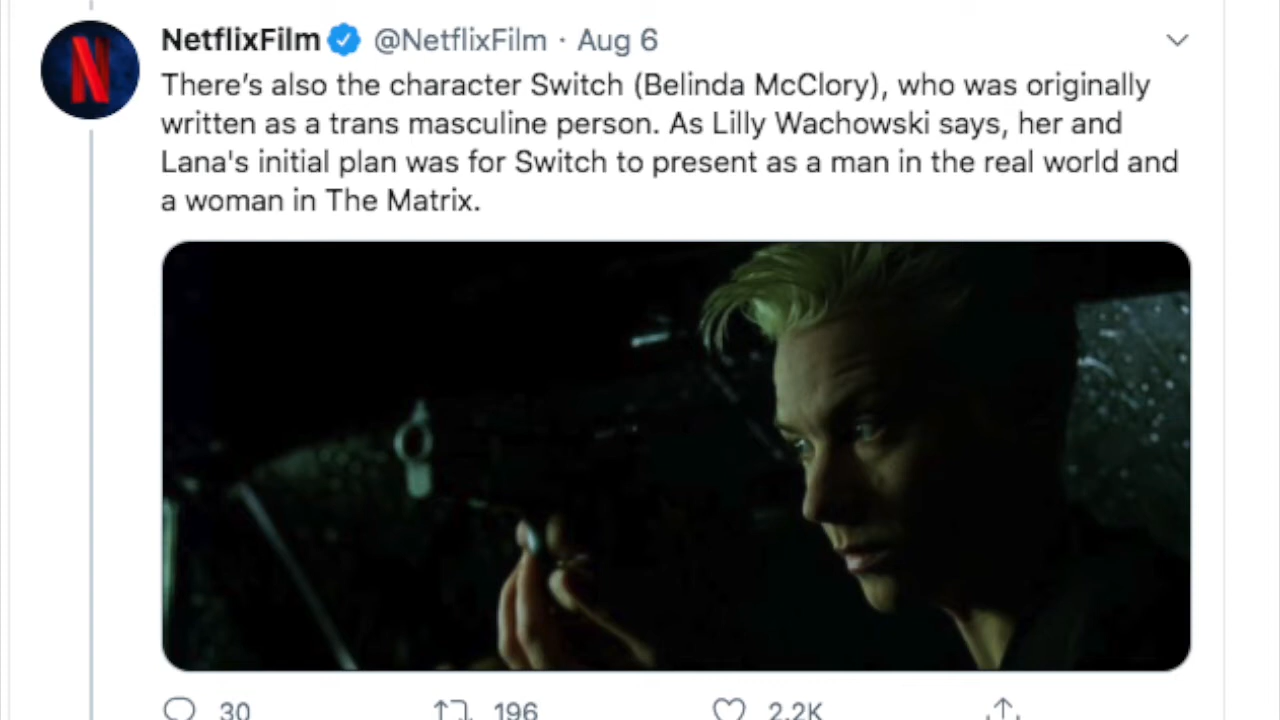 NetflixFilm @NetflixFilm · Aug 6
There's also the character Switch (Belinda McClory), who was originally
written as a trans masculine person. As Lilly Wachowski says, her and
Lana's initial plan was for Switch to present as a man in the real world and
a woman in The Matrix.
30 196 2.2K